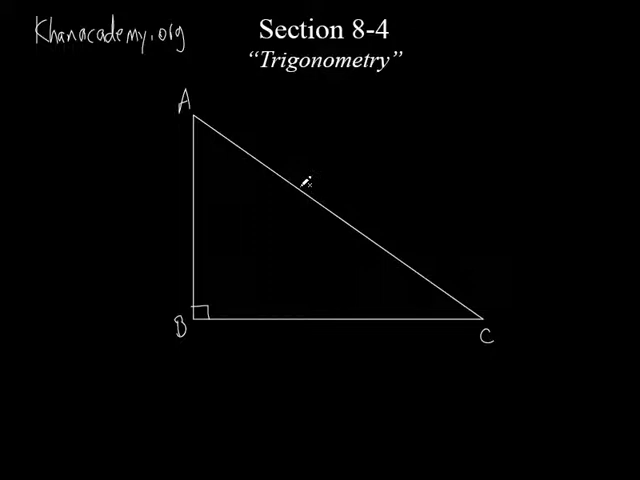 Khanacademy.org
Section 8-4
“Trigonometry”
A
B
C